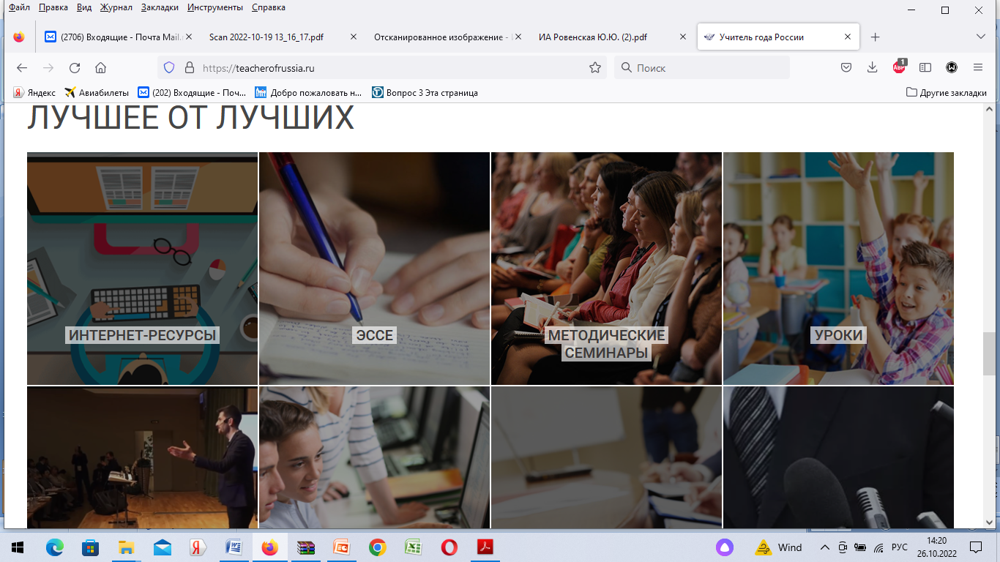 Файл Правка Вид Журнал Закладки Инструменты Справка
(2706) Входящие - Почта Mail.
Scan 2022-10-19 13_16_17.pdf
Отсканированное изображение -
ИА Ровенская Ю.Ю. (2).pdf
Учитель года России
https://teacherofrussia.ru
Поиск
ABP
1
Яндекс
Авиабилеты
(202) Входящие - Поч...
Добро пожаловать н...
Вопрос 3 Эта страница
Другие закладки
ЛУЧШЕЕ ОТ ЛУЧШИХ
ИНТЕРНЕТ-РЕСУРСЫ
ЭССЕ
МЕТОДИЧЕСКИЕ
СЕМИНАРЫ
УРОКИ
Wind
РУС
14:20
26.10.2022